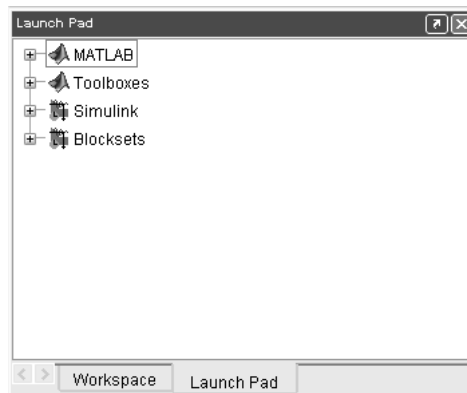 Launch Pad
MATLAB
Toolboxes
Simulink
Blocksets
Workspace Launch Pad